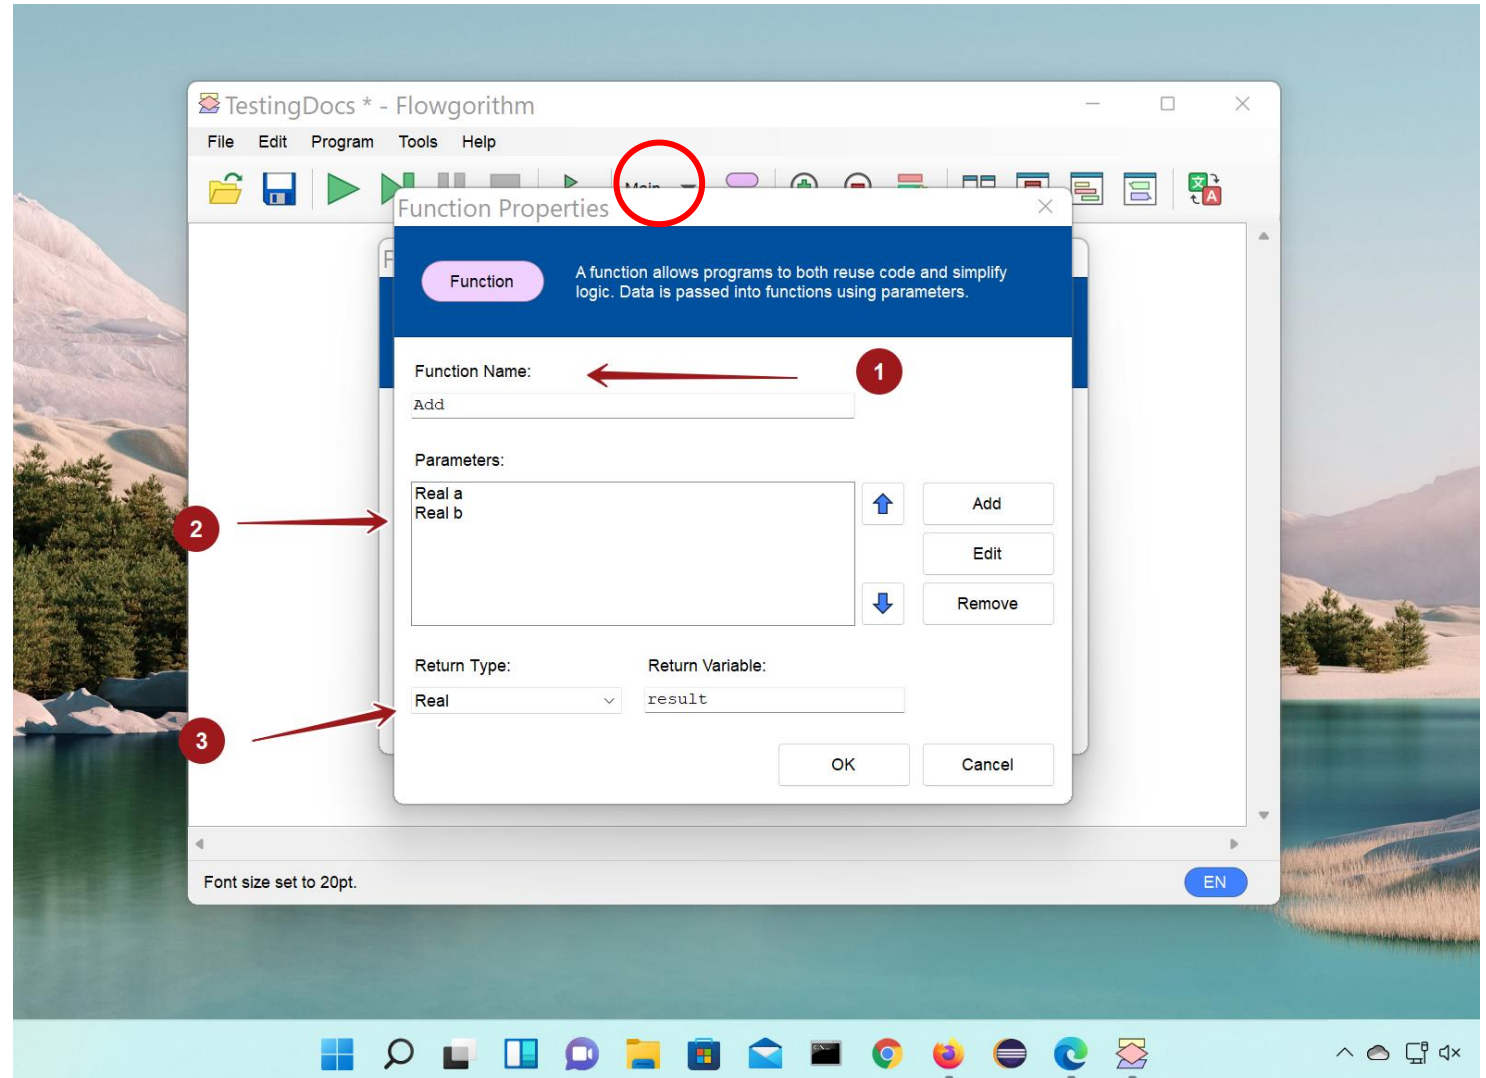 TestingDocs * - Flowgorithm
File Edit Program Tools Help
Main
Function Properties
F
Function
A function allows programs to both reuse code and simplify
logic. Data is passed into functions using parameters.
Function Name:
1
Add
Parameters:
Real a
Real b
Add
2
Edit
Remove
Return Type:
Return Variable:
Real
result
3
OK
Cancel
Font size set to 20pt.
EN